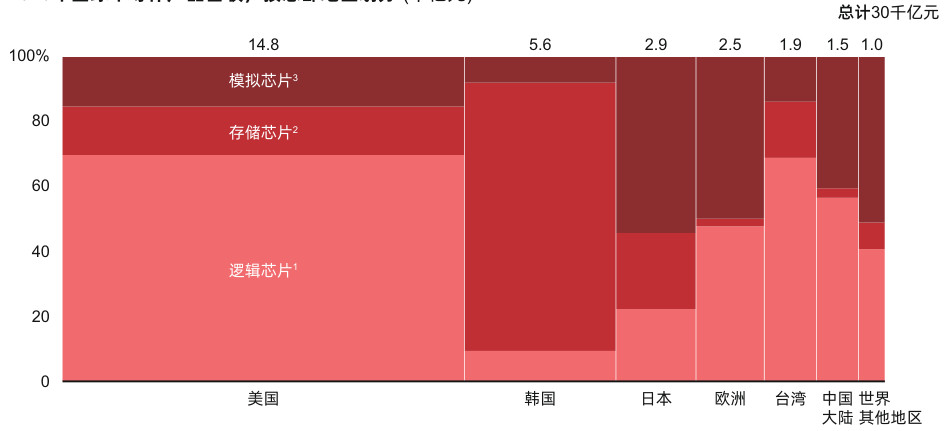 总计30千亿元
14.8 5.6 2.9 2.5 1.9 1.5 1.0
100%
模拟芯片3
80
存储芯片2
60
40
逻辑芯片1
20
0
美国 韩国 日本 欧洲 台湾 中国 世界
大陆 其他地区